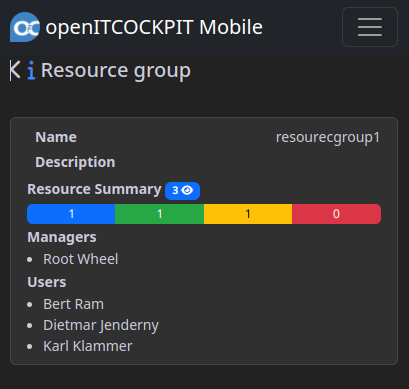 openITCOCKPIT Mobile
Resource group
Name resourecgroup1
Description
Resource Summary 3
1 1 1 0
Managers
Root Wheel
Users
Bert Ram
Dietmar Jenderny
Karl Klammer